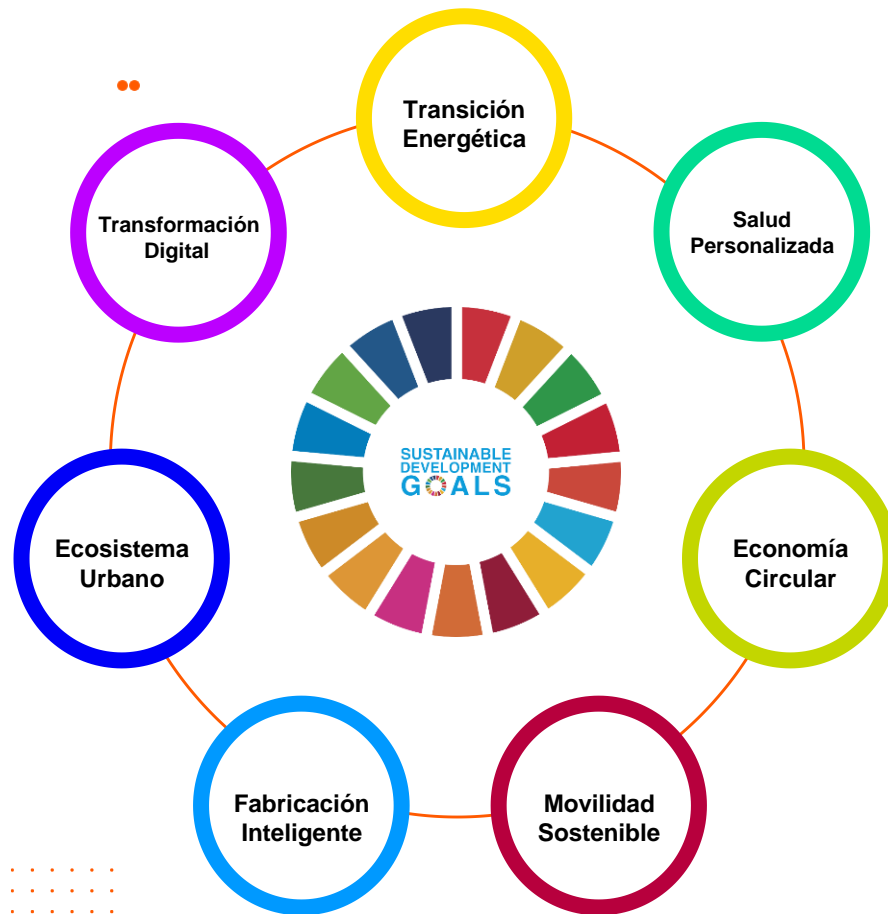 Transición
Energética
Transformación
Digital
Salud
Personalizada
SUSTAINABLE
DEVELOPMENT
GOALS
Ecosistema
Urbano
Economía
Circular
Fabricación
Inteligente
Movilidad
Sostenible